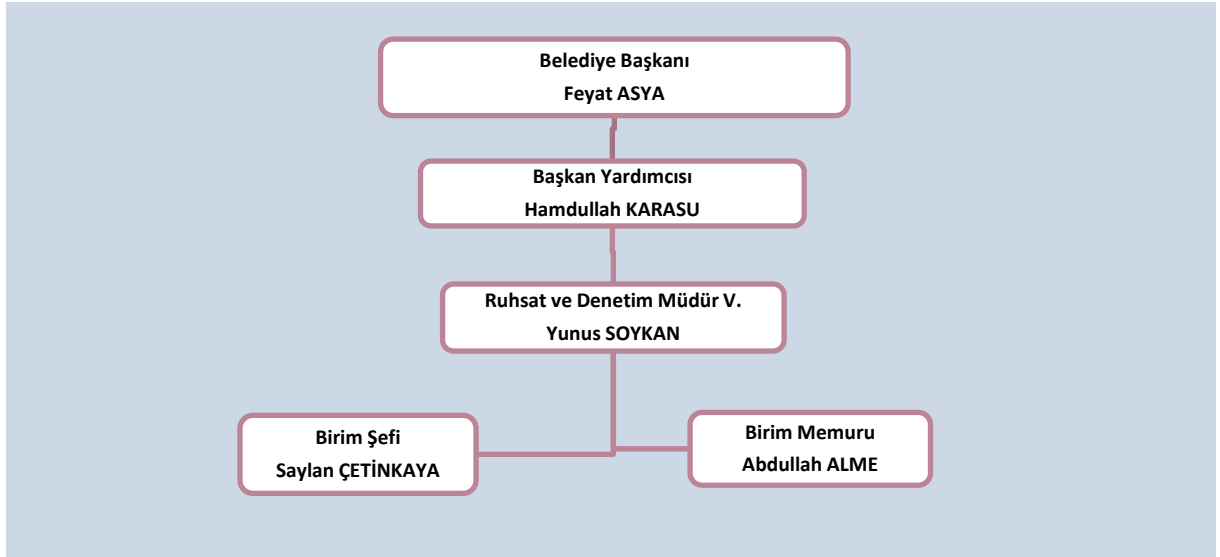 Belediye Başkanı
Feyat ASYA
Başkan Yardımcısı
Hamdullah KARASU
Ruhsat ve Denetim Müdür V.
Yunus SOYKAN
Birim Şefi
Saylan ÇETİNKAYA
Birim Memuru
Abdullah ALME